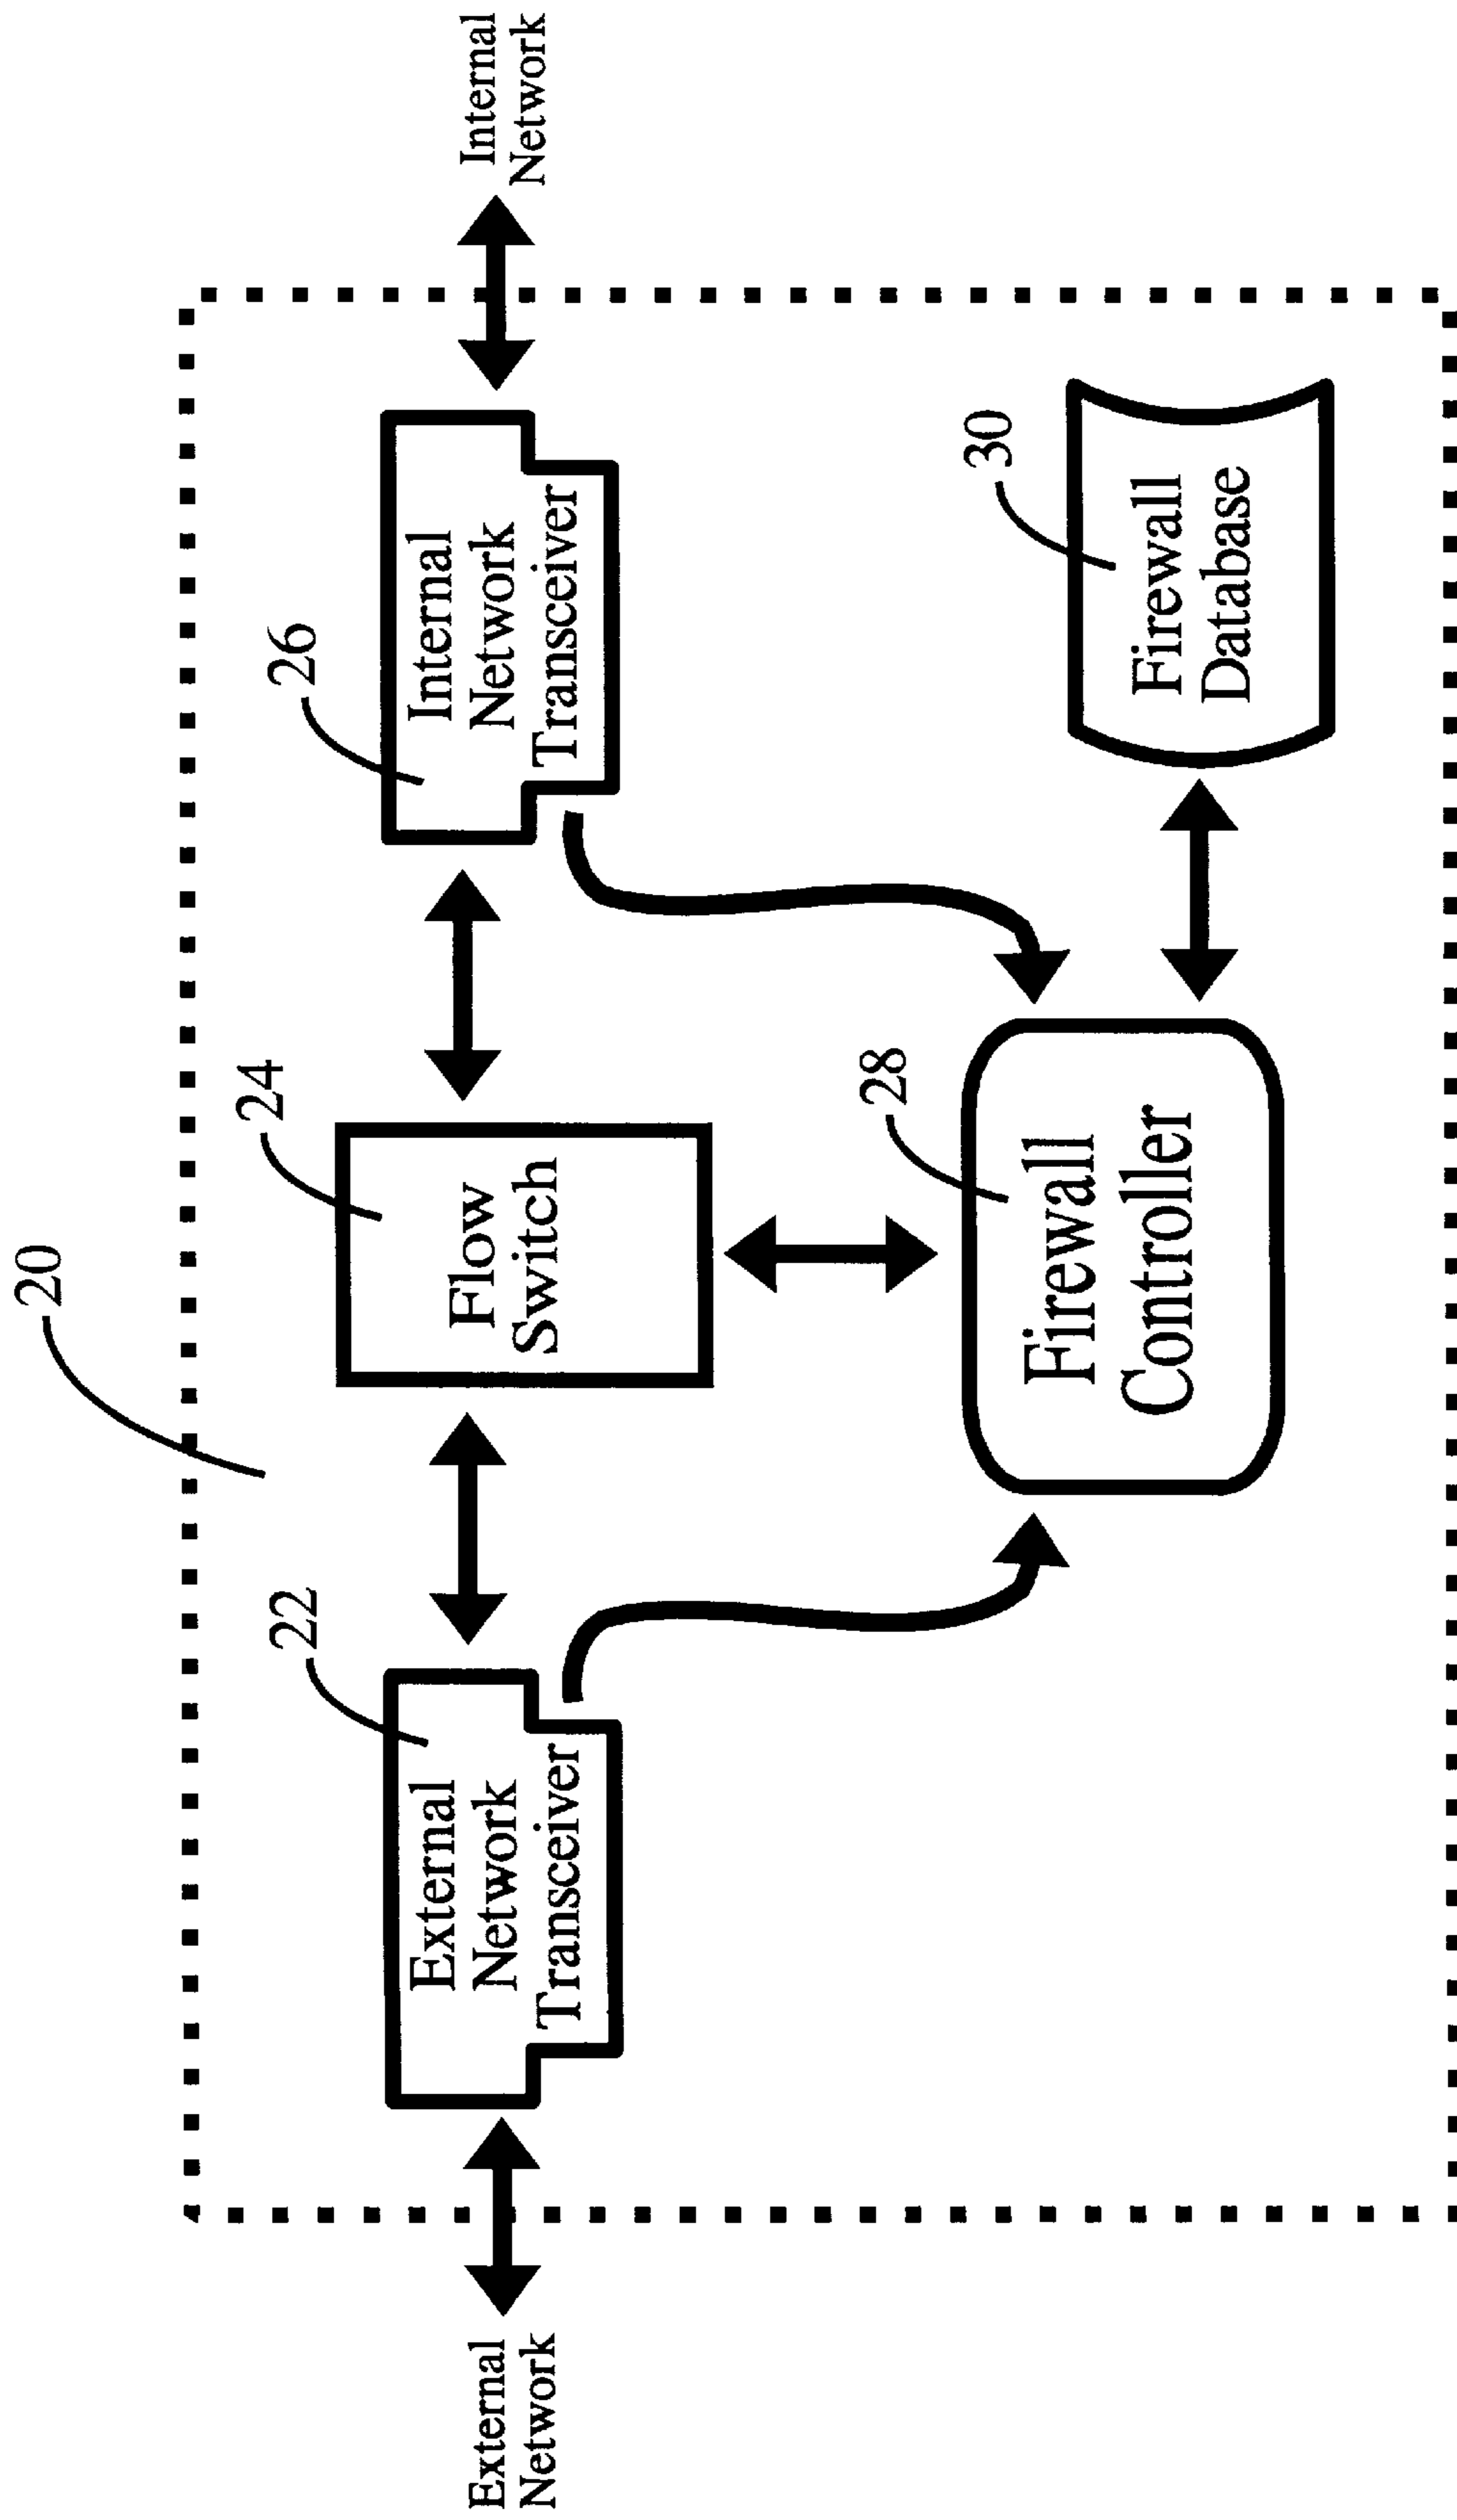 20
22
24
26
External
Network
External
Network
Transceiver
Flow
Switch
Internal
Network
Transceiver
Internal
Network
28
30
Firewall
Controller
Firewall
Database